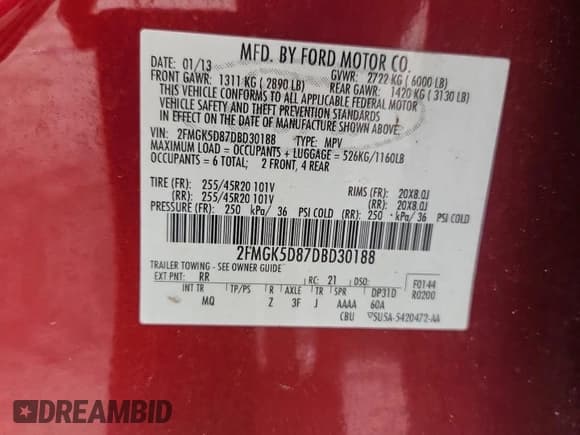 MFD. BY FORD MOTOR CO.
DATE: 01/13 GVWR: 2722 KG (6000 LB)
FRONT GAWR: 1311 KG (2890 LB) REAR GAWR: 1420 KG (3130 LB)
THIS VEHICLE CONFORMS TO ALL APPLICABLE FEDERAL MOTOR
VEHICLE SAFETY AND THEFT PREVENTION STANDARDS
IN EFFECT ON THE DATE OF MANUFACTURE SHOWN ABOVE.
VIN: 2FMGK5D87DBD30188 TYPE: MPV
MAXIMUM LOAD = OCCUPANTS + LUGGAGE = 526KG/1160LB
OCCUPANTS = 6 TOTAL; 2 FRONT, 4 REAR
TIRE (FR): 255/45R20 101V RIMS (FR): 20X8.0J
(RR): 255/45R20 101V (RR): 20X8.0J
PRESSURE (FR): 250 kPa/ 36 PSI COLD (RR): 250 kPa/ 36 PSI COLD
2FMGK5D87DBD30188
TRAILER TOWING - SEE OWNER GUIDE
EXT PNT: RR RC: 21 DSO: F0144
INT TR TP/PS R AXLE TR SPR DP31D R0200
MQ Z 3F J AAAA 60A
CBU ▽5U5A-5420472-AA
DREAMBID